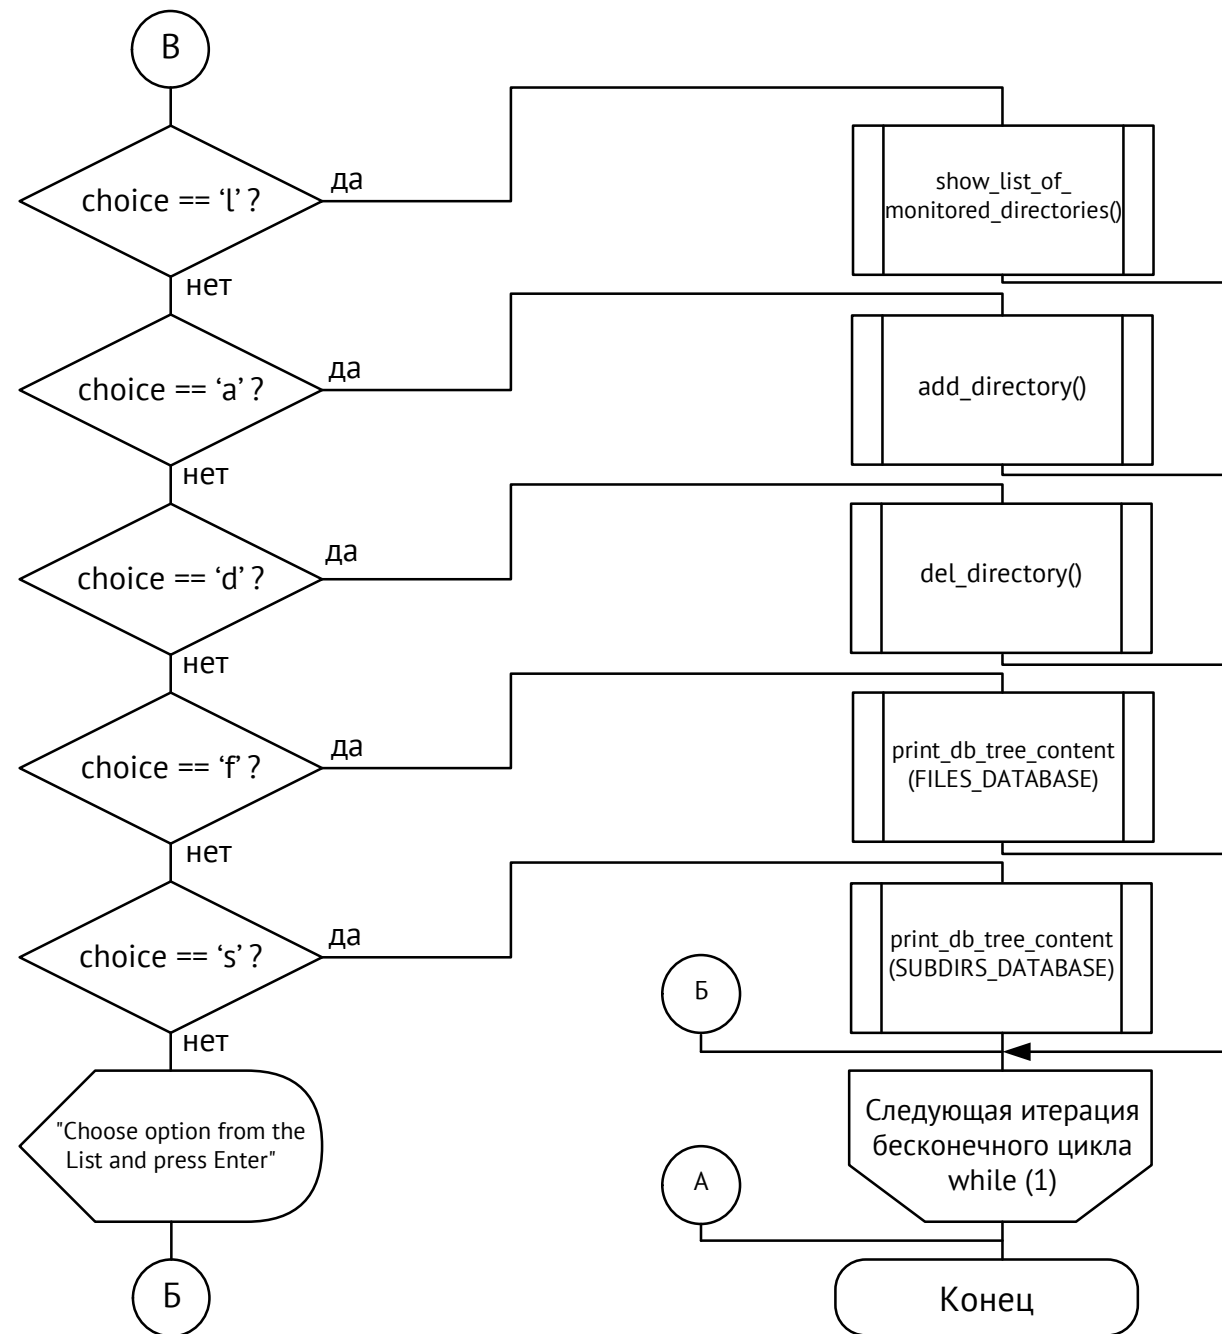 В
choice == ‘l’ ?
да
show_list_of_
monitored_directories()
нет
choice == ‘a’ ?
да
add_directory()
нет
choice == ‘d’ ?
да
del_directory()
нет
choice == ‘f’ ?
да
print_db_tree_content
(FILES_DATABASE)
нет
choice == ‘s’ ?
да
print_db_tree_content
(SUBDIRS_DATABASE)
Б
нет
"Choose option from the
List and press Enter"
Следующая итерация
бесконечного цикла
while (1)
А
Б
Конец